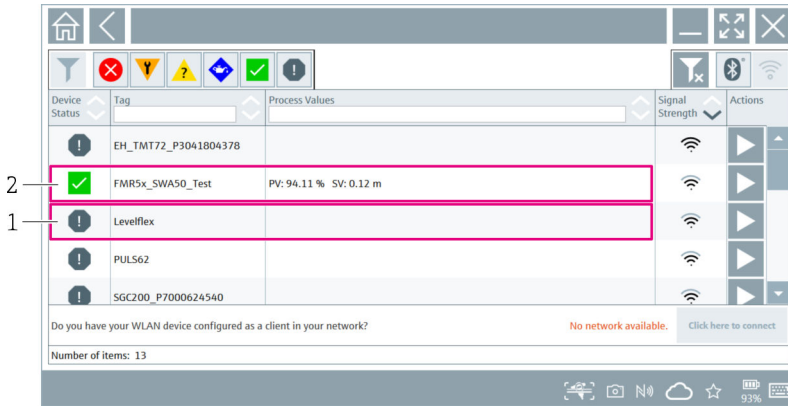 ?
Device Status
Tag
Process Values
Signal Strength
Actions
! EH_TMT72_P3041804378
2
FMR5x_SWA50_Test PV: 94.11 % SV: 0.12 m
1
! Levelflex
! PULS62
! SGC200_P7000624540
Do you have your WLAN device configured as a client in your network? No network available. Click here to connect
Number of items: 13
93%